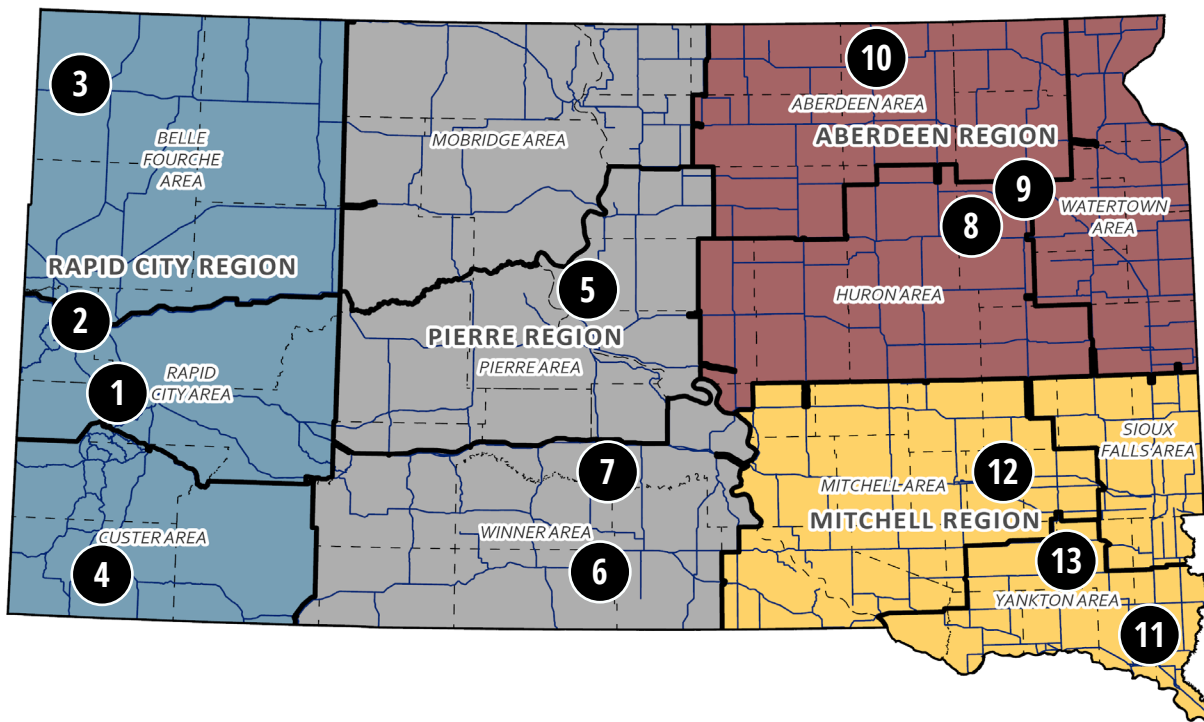 3
10
ABERDEEN AREA
ABERDEEN REGION
BELLE
FOURCHE
AREA
MOBRIDGE AREA
9
WATERTOWN
AREA
8
RAPID CITY REGION
5
HURON AREA
2
PIERRE REGION
PIERRE AREA
RAPID
CITY AREA
1
SIOUX
FALLS AREA
7
12
MITCHELL AREA
MITCHELL REGION
WINNER AREA
CUSTER AREA
4
6
13
YANKTON AREA
11